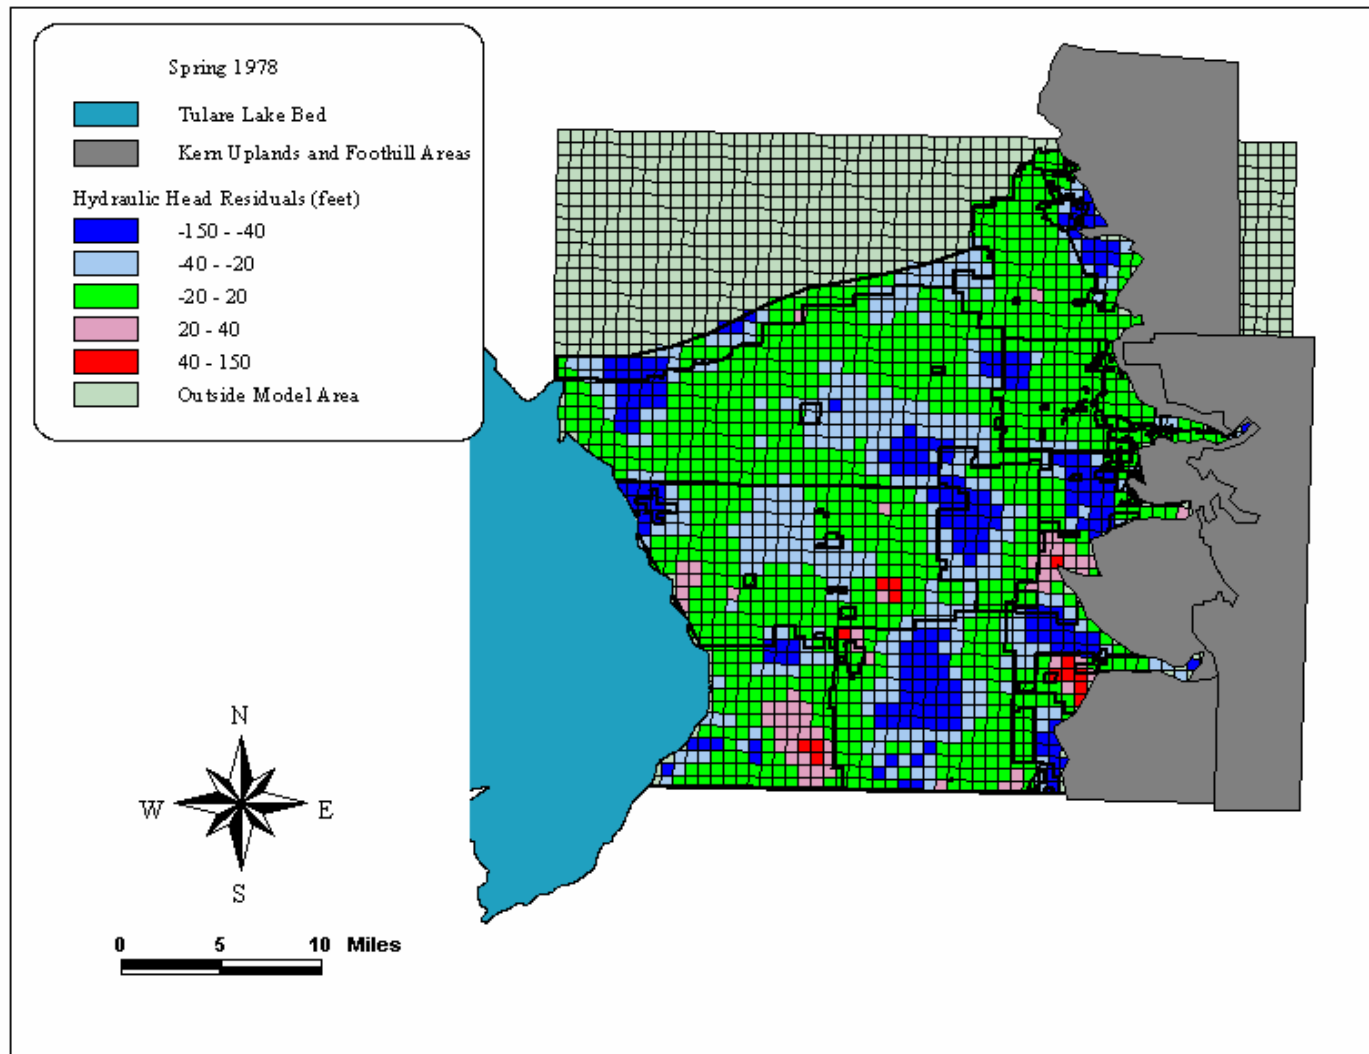 Spring 1978
Tulare Lake Bed
Kern Uplands and Foothill Areas
Hydraulic Head Residuals (feet)
-150 - -40
-40 - -20
-20 - 20
20 - 40
40 - 150
Outside Model Area
N
W E
S
0 5 10 Miles